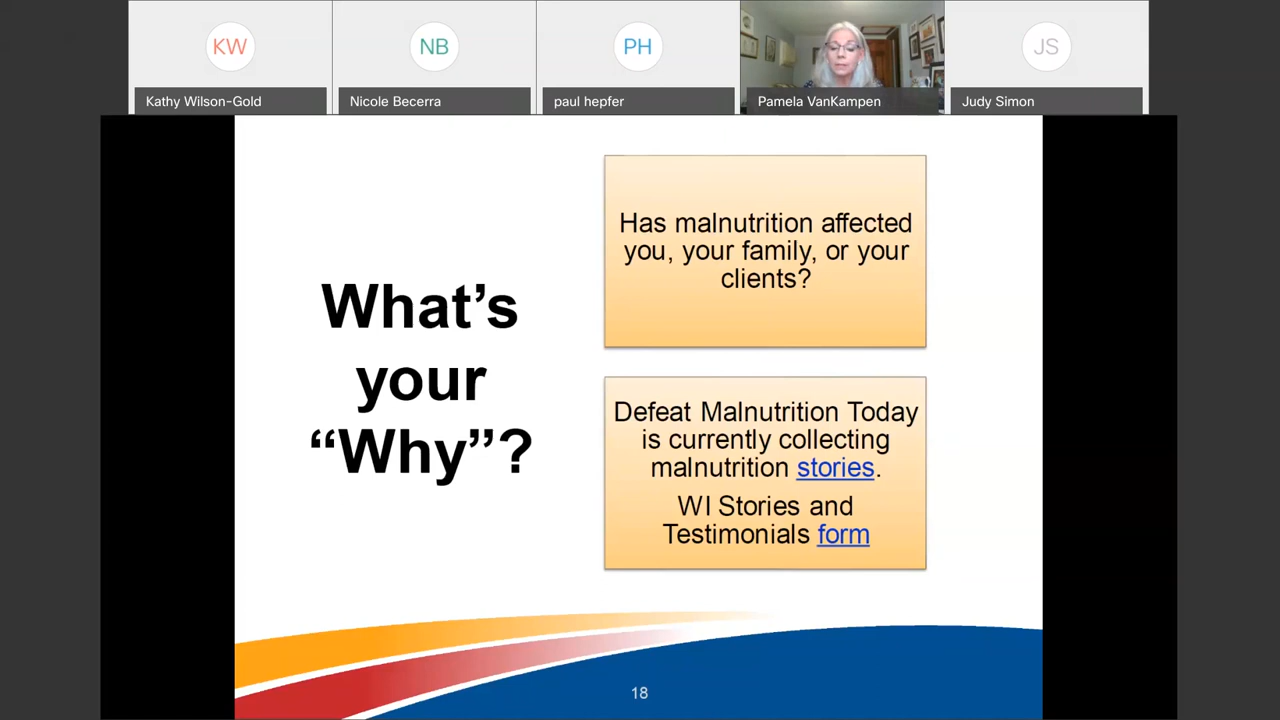 KW
NB
PH
JS
Kathy Wilson-Gold
Nicole Becerra
paul hepfer
Pamela VanKampen
Judy Simon
What’s
your
“Why”?
Has malnutrition affected
you, your family, or your
clients?
Defeat Malnutrition Today
is currently collecting
malnutrition stories.
WI Stories and
Testimonials form
18